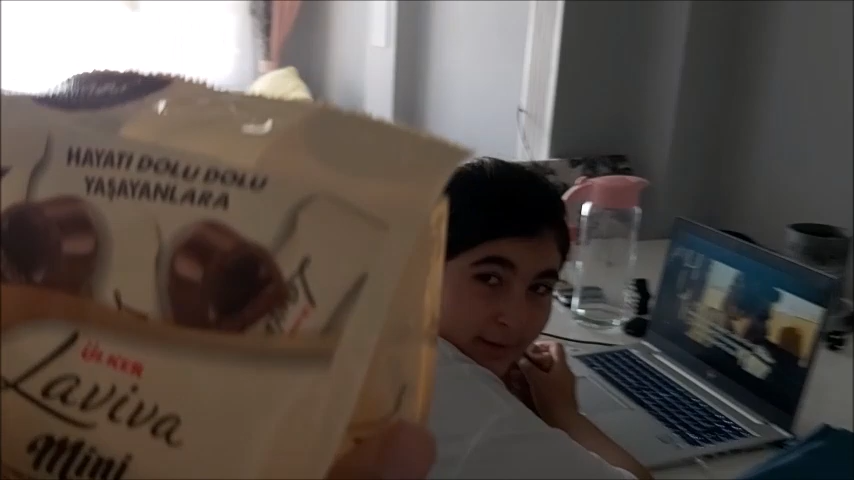 HAYATI DOLU DOLU
YAŞAYANLARA
ÜLKER
Laviva
Mini